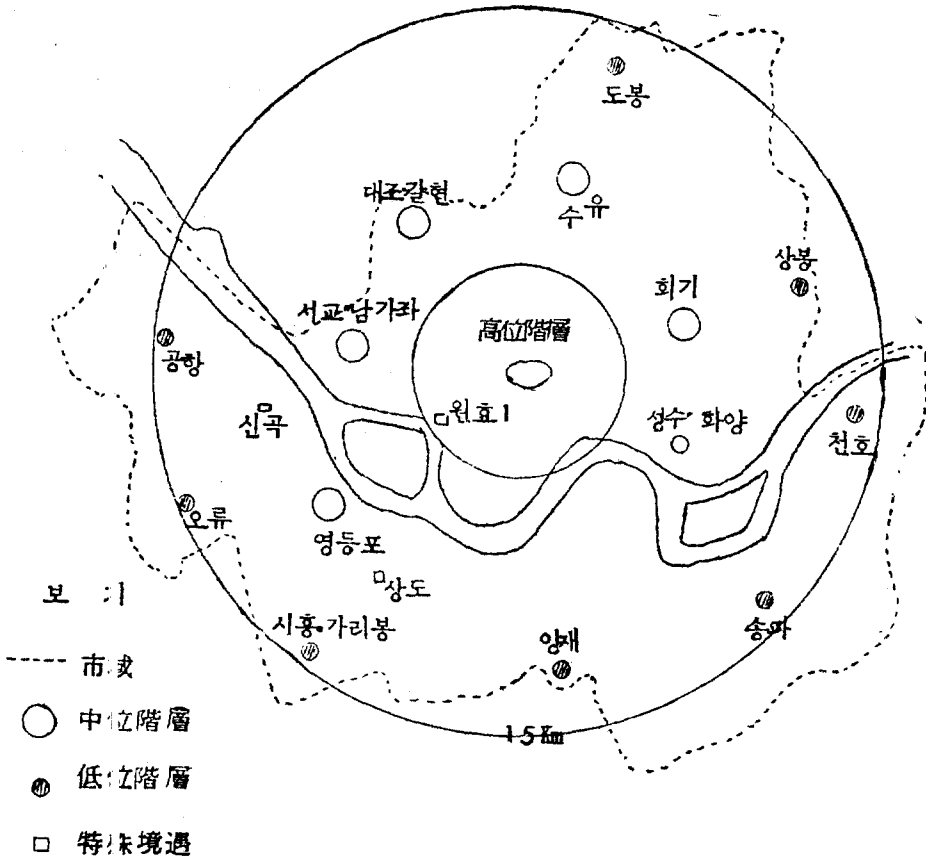 도봉
대조·갈현
수유
상봉
회기
서교·남가좌
高位階層
공항
원효1
신곡
성수·화양
천호
오류
영등포
상도
보기
시흥·가리봉
송파
양재
市域
15Km
中位階層
低位階層
特殊境遇